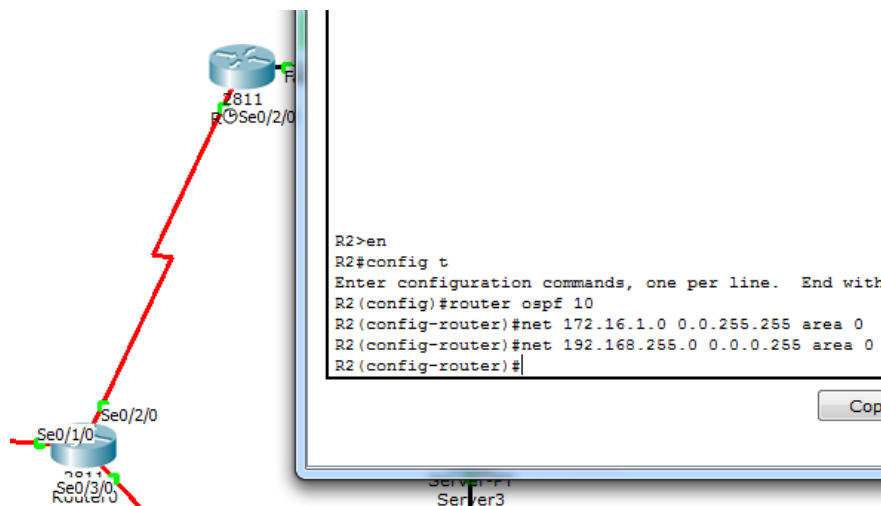 2811
Se0/2/0
R2>en
R2#config t
Enter configuration commands, one per line. End with
R2(config)#router ospf 10
R2(config-router)#net 172.16.1.0 0.0.255.255 area 0
R2(config-router)#net 192.168.255.0 0.0.0.255 area 0
R2(config-router)#
Cop
Se0/2/0
Se0/1/0
2811
Se0/3/0
Router0
Server-PT
Server3